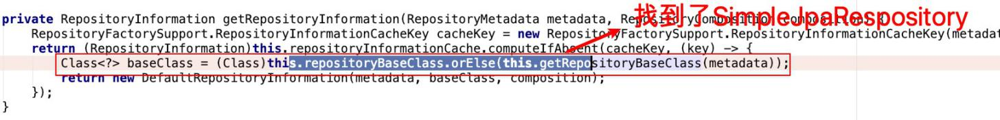 找到了SimpleJpaRespository
private RepositoryInformation getRepositoryInformation(RepositoryMetadata metadata, RepositoryComposition composition) {
RepositoryFactorySupport.RepositoryInformationCacheKey cacheKey = new RepositoryFactorySupport.RepositoryInformationCacheKey(metadat
return (RepositoryInformation)this.repositoryInformationCache.computeIfAbsent(cacheKey, (key) -> {
Class<?> baseClass = (Class)this.repositoryBaseClass.orElse(this.getRepositoryBaseClass(metadata));
return new DefaultRepositoryInformation(metadata, baseClass, composition);
});
}